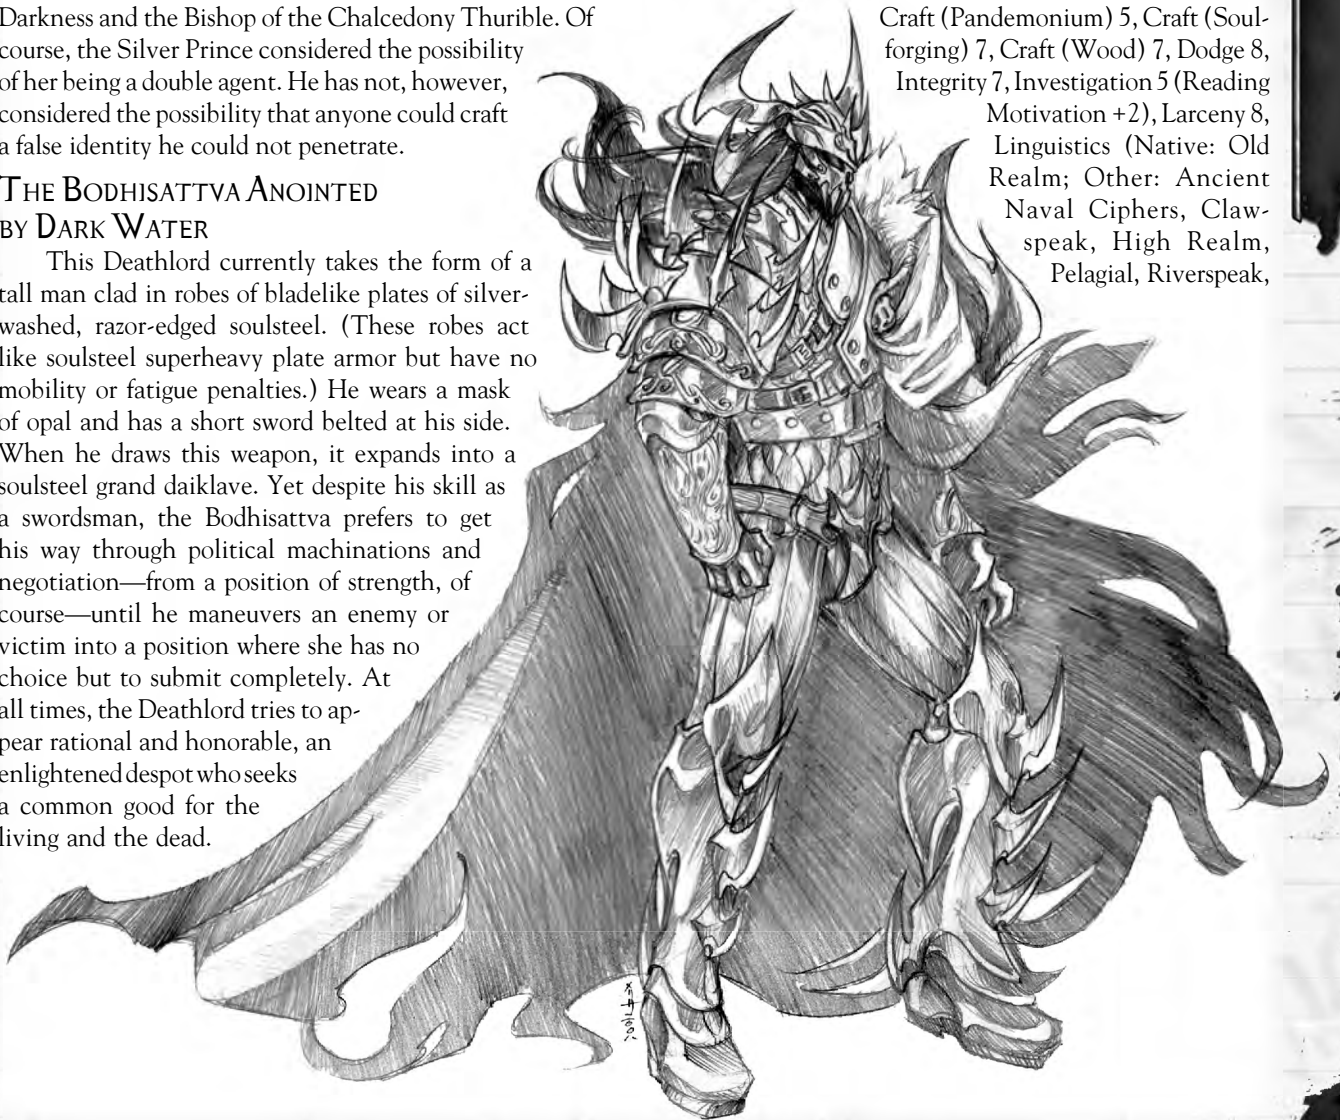 Darkness and the Bishop of the Chalcedony Thurible. Of
course, the Silver Prince considered the possibility
of her being a double agent. He has not, however,
considered the possibility that anyone could craft
a false identity he could not penetrate.
The Bodhisattva Anointed
by Dark Water
This Deathlord currently takes the form of a
tall man clad in robes of bladelike plates of silver-
washed, razor-edged soulsteel. (These robes act
like soulsteel superheavy plate armor but have no
mobility or fatigue penalties.) He wears a mask
of opal and has a short sword belted at his side.
When he draws this weapon, it expands into a
soulsteel grand daiklave. Yet despite his skill as
a swordsman, the Bodhisattva prefers to get
his way through political machinations and
negotiation—from a position of strength, of
course—until he maneuvers an enemy or
victim into a position where she has no
choice but to submit completely. At
all times, the Deathlord tries to ap-
pear rational and honorable, an
enlightened despot who seeks
a common good for the
living and the dead.
Craft (Pandemonium) 5, Craft (Soul-
forging) 7, Craft (Wood) 7, Dodge 8,
Integrity 7, Investigation 5 (Reading
Motivation +2), Larceny 8,
Linguistics (Native: Old
Realm; Other: Ancient
Naval Ciphers, Claw-
speak, High Realm,
Pelagial, Riverspeak,